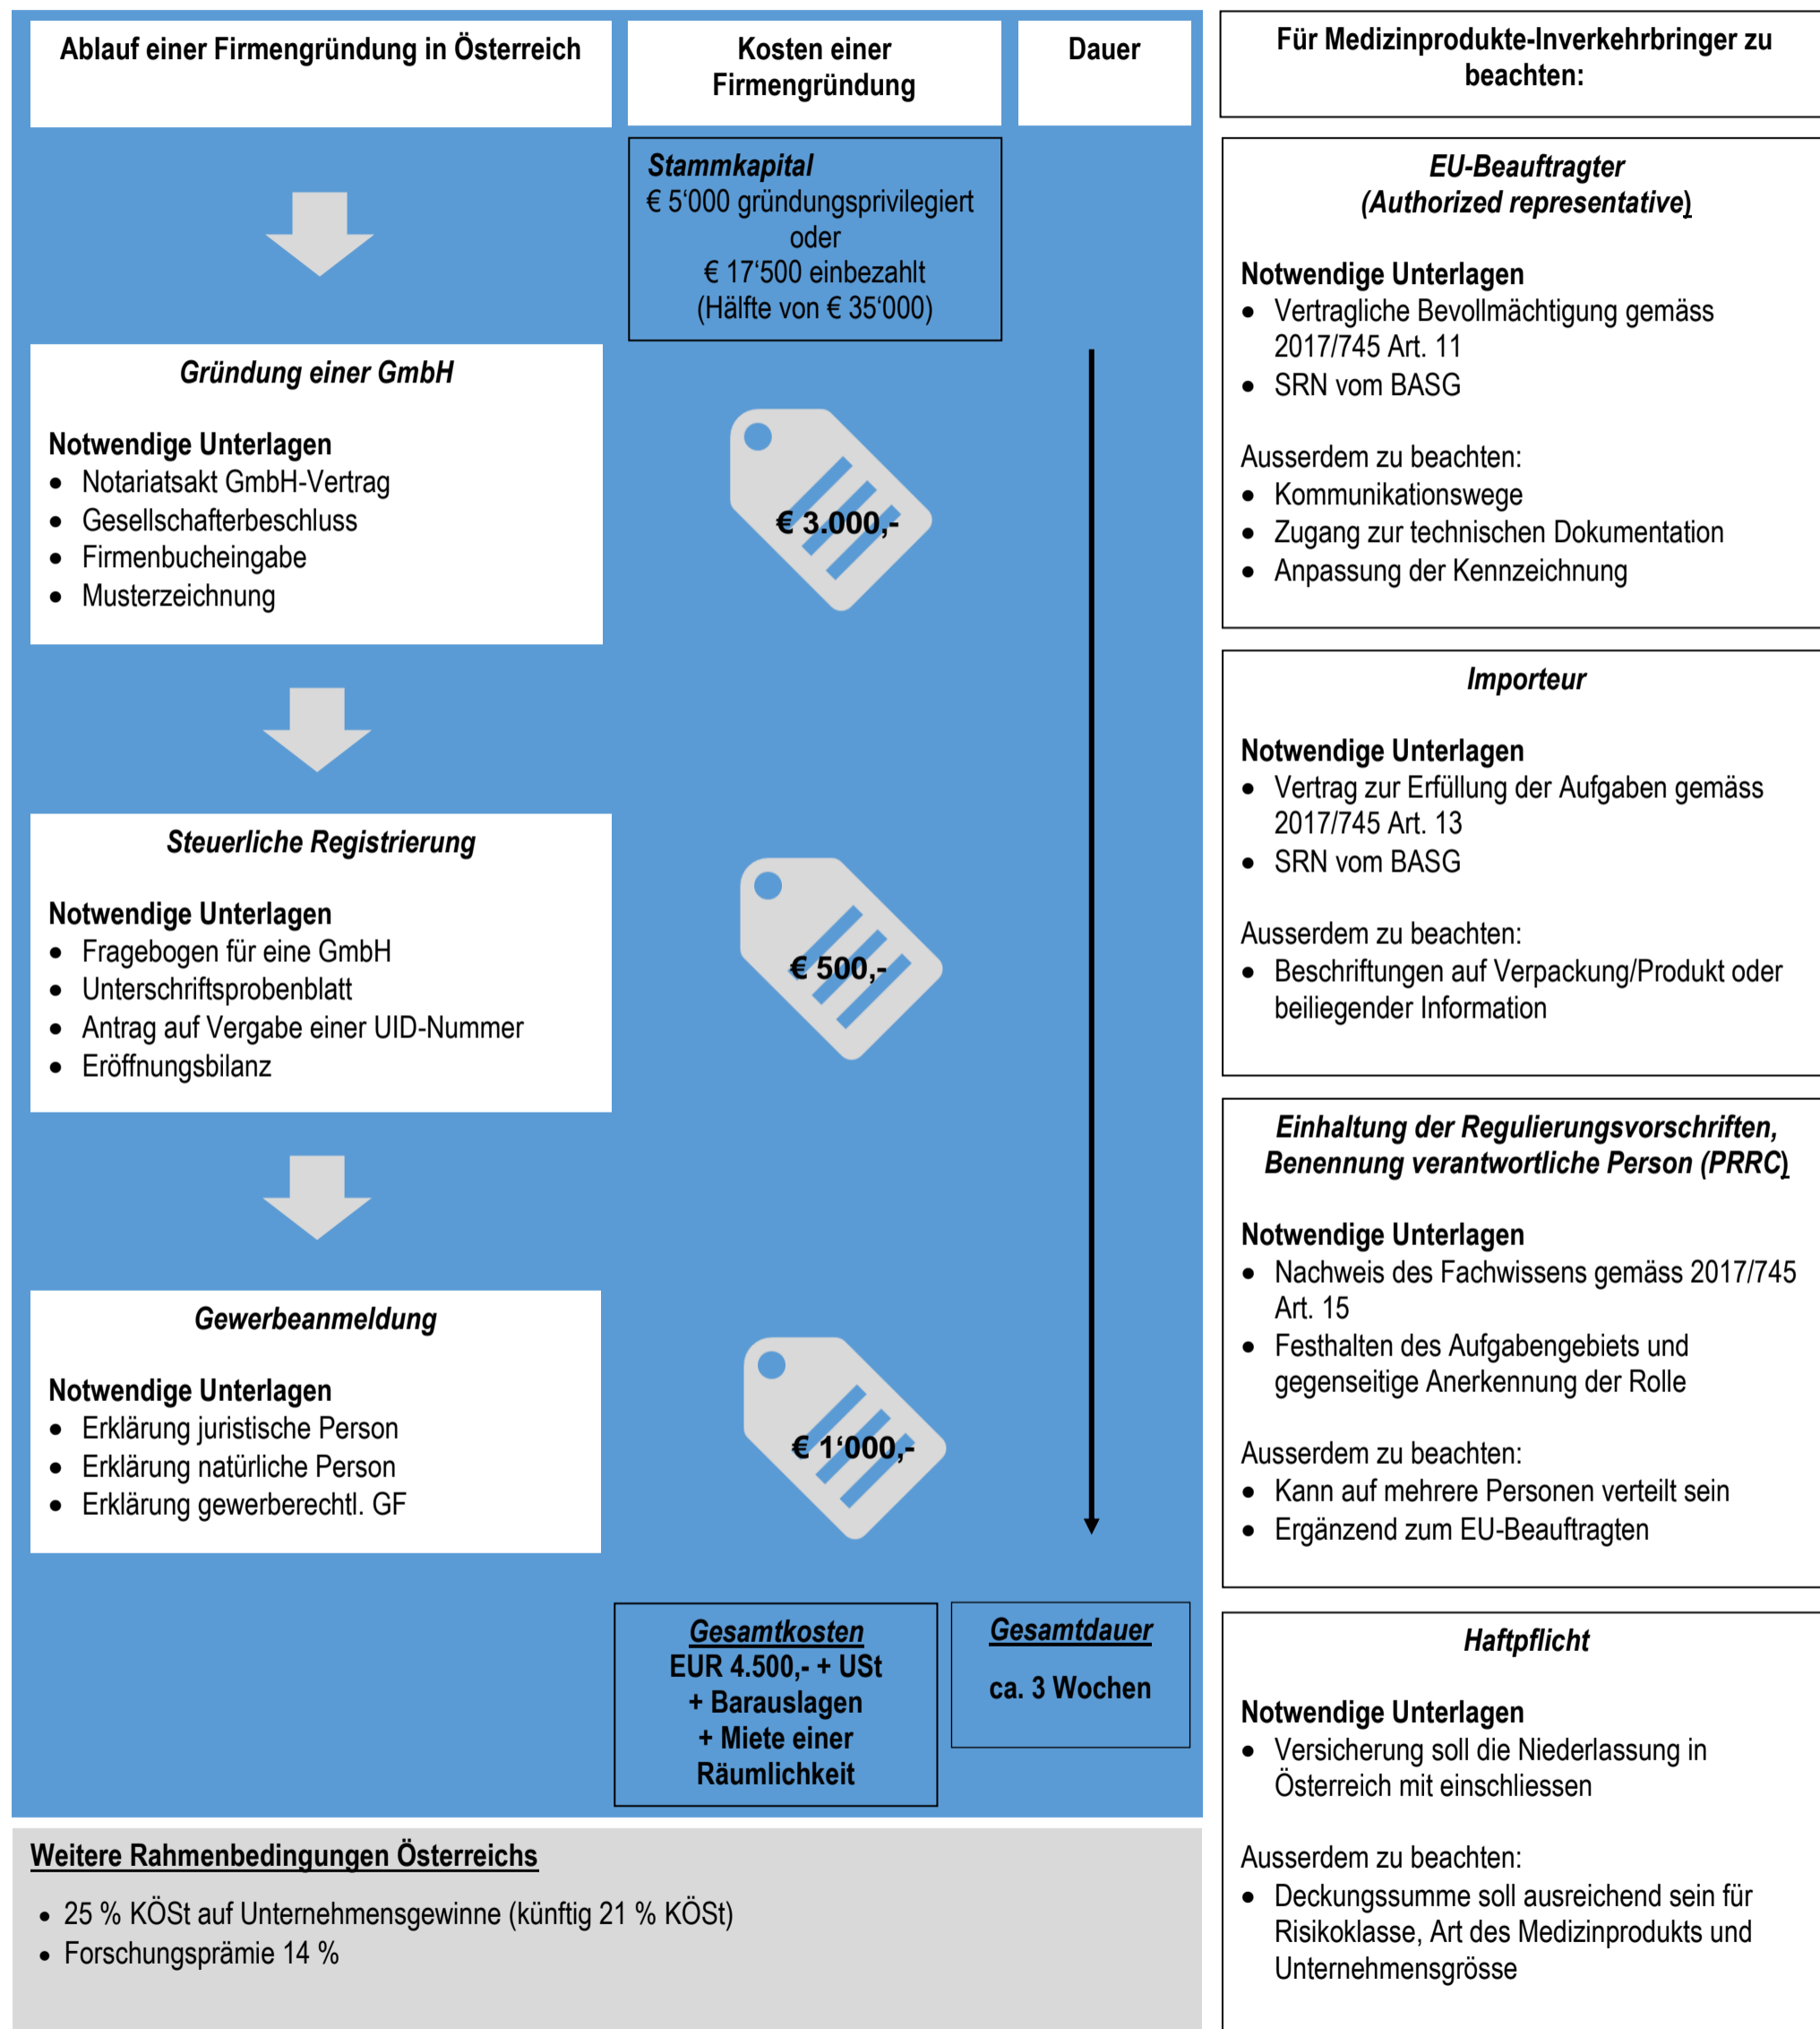 Ablauf einer Firmengründung in Österreich
Kosten einer
Firmengründung
Dauer
Stammkapital
€ 5‘000 gründungsprivilegiert
oder
€ 17‘500 einbezahlt
(Hälfte von € 35‘000)
Gründung einer GmbH
Notwendige Unterlagen
• Notariatsakt GmbH-Vertrag
• Gesellschafterbeschluss
• Firmenbucheingabe
• Musterzeichnung
€ 3.000,-
Steuerliche Registrierung
Notwendige Unterlagen
• Fragebogen für eine GmbH
• Unterschriftsprobenblatt
• Antrag auf Vergabe einer UID-Nummer
• Eröffnungsbilanz
€ 500,-
Gewerbeanmeldung
Notwendige Unterlagen
• Erklärung juristische Person
• Erklärung natürliche Person
• Erklärung gewerberechtl. GF
€ 1‘000,-
Gesamtkosten
EUR 4.500,- + USt
+ Barauslagen
+ Miete einer
Räumlichkeit
Gesamtdauer
ca. 3 Wochen
Weitere Rahmenbedingungen Österreichs
• 25 % KÖSt auf Unternehmensgewinne (künftig 21 % KÖSt)
• Forschungsprämie 14 %
Für Medizinprodukte-Inverkehrbringer zu
beachten:
EU-Beauftragter
(Authorized representative)
Notwendige Unterlagen
• Vertragliche Bevollmächtigung gemäss
2017/745 Art. 11
• SRN vom BASG
Ausserdem zu beachten:
• Kommunikationswege
• Zugang zur technischen Dokumentation
• Anpassung der Kennzeichnung
Importeur
Notwendige Unterlagen
• Vertrag zur Erfüllung der Aufgaben gemäss
2017/745 Art. 13
• SRN vom BASG
Ausserdem zu beachten:
• Beschriftungen auf Verpackung/Produkt oder
beiliegender Information
Einhaltung der Regulierungsvorschriften,
Benennung verantwortliche Person (PRRC)
Notwendige Unterlagen
• Nachweis des Fachwissens gemäss 2017/745
Art. 15
• Festhalten des Aufgabengebiets und
gegenseitige Anerkennung der Rolle
Ausserdem zu beachten:
• Kann auf mehrere Personen verteilt sein
• Ergänzend zum EU-Beauftragten
Haftpflicht
Notwendige Unterlagen
• Versicherung soll die Niederlassung in
Österreich mit einschliessen
Ausserdem zu beachten:
• Deckungssumme soll ausreichend sein für
Risikoklasse, Art des Medizinprodukts und
Unternehmensgrösse